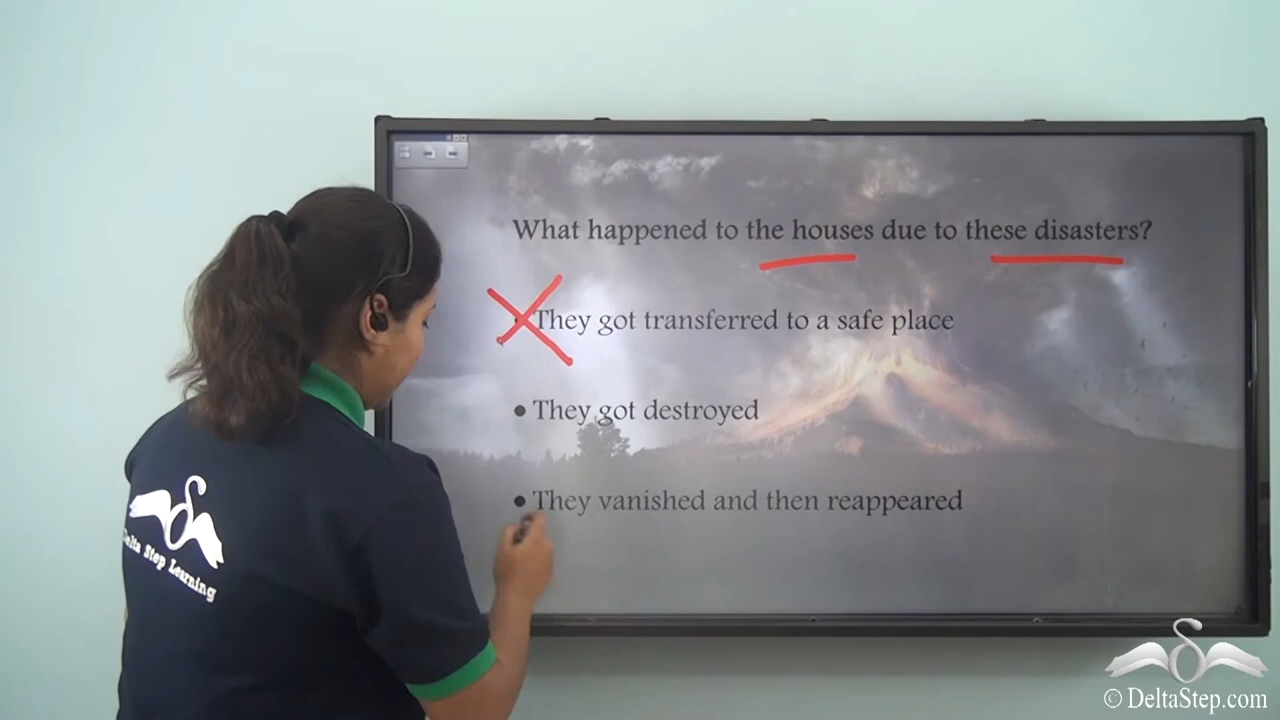 What happened to the houses due to these disasters?
• They got transferred to a safe place
• They got destroyed
• They vanished and then reappeared
Delta Step Learning
© DeltaStep.com